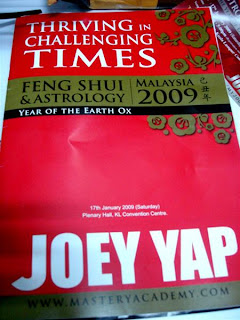 THRIVING IN
CHALLENGING
TIMES
FENG SHUI
& ASTROLOGY
YEAR OF THE EARTH OX
MALAYSIA
2009 己丑年
17th January 2009 (Saturday)
Plenary Hall, KL Convention Centre.
JOEY YAP
WWW.MASTERYACADEMY.COM